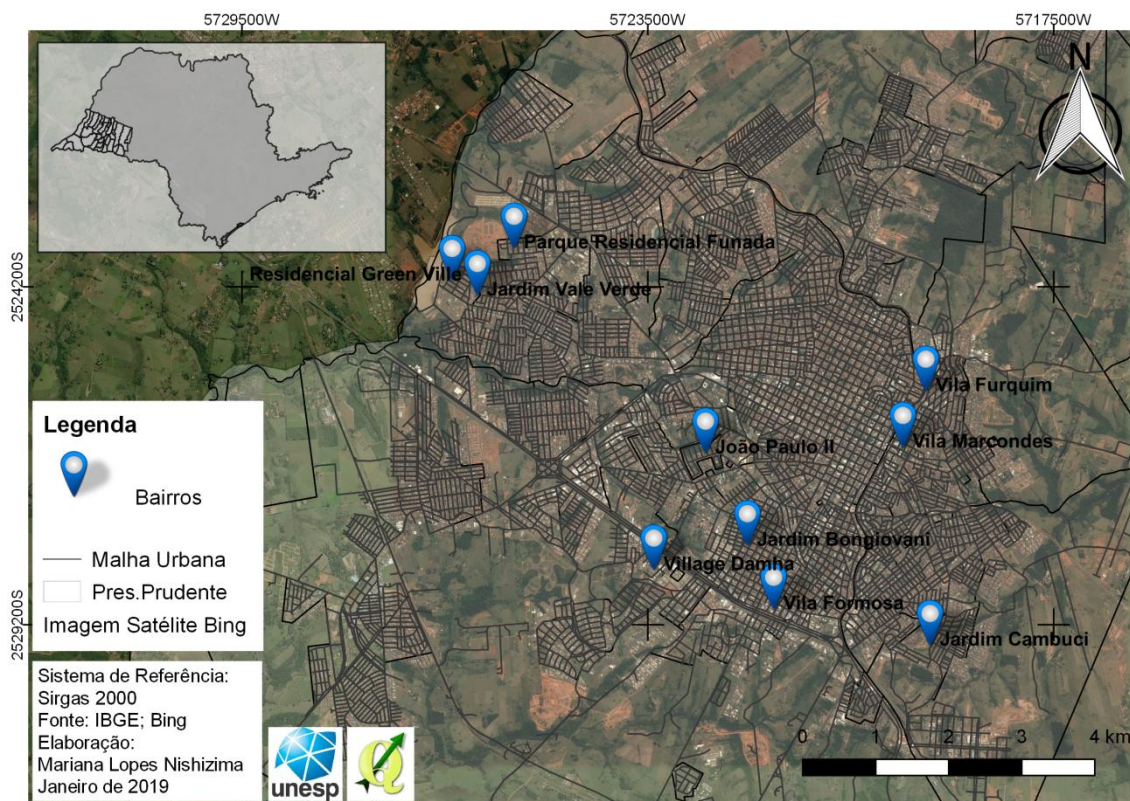 5729500W
5723500W
5717500W
N
5524200S
Parque Residencial Funada
Residencial Green Ville
Jardim Vale Verde
Vila Furquim
Vila Marcondes
João Paulo II
Jardim Bongiovani
Village Damha
Vila Formosa
Jardim Cambuci
5529200S
Legenda
Bairros
Malha Urbana
Pres.Prudente
Imagem Satélite Bing
Sistema de Referência:
Sirgas 2000
Fonte: IBGE; Bing
Elaboração:
Mariana Lopes Nishizima
Janeiro de 2019
unesp
0 1 2 3 4 km